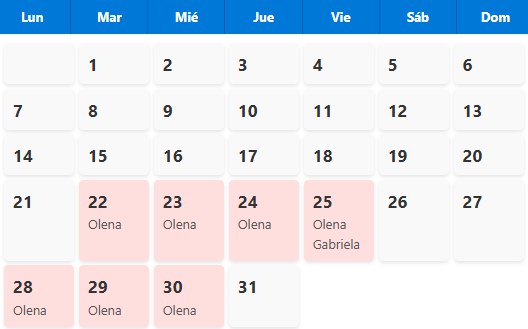 Lun Mar Mié Jue Vie Sáb Dom
1 2 3 4 5 6
7 8 9 10 11 12 13
14 15 16 17 18 19 20
21 22 23 24 25 26 27
Olena Olena Olena Olena
Gabriela
28 29 30 31
Olena Olena Olena